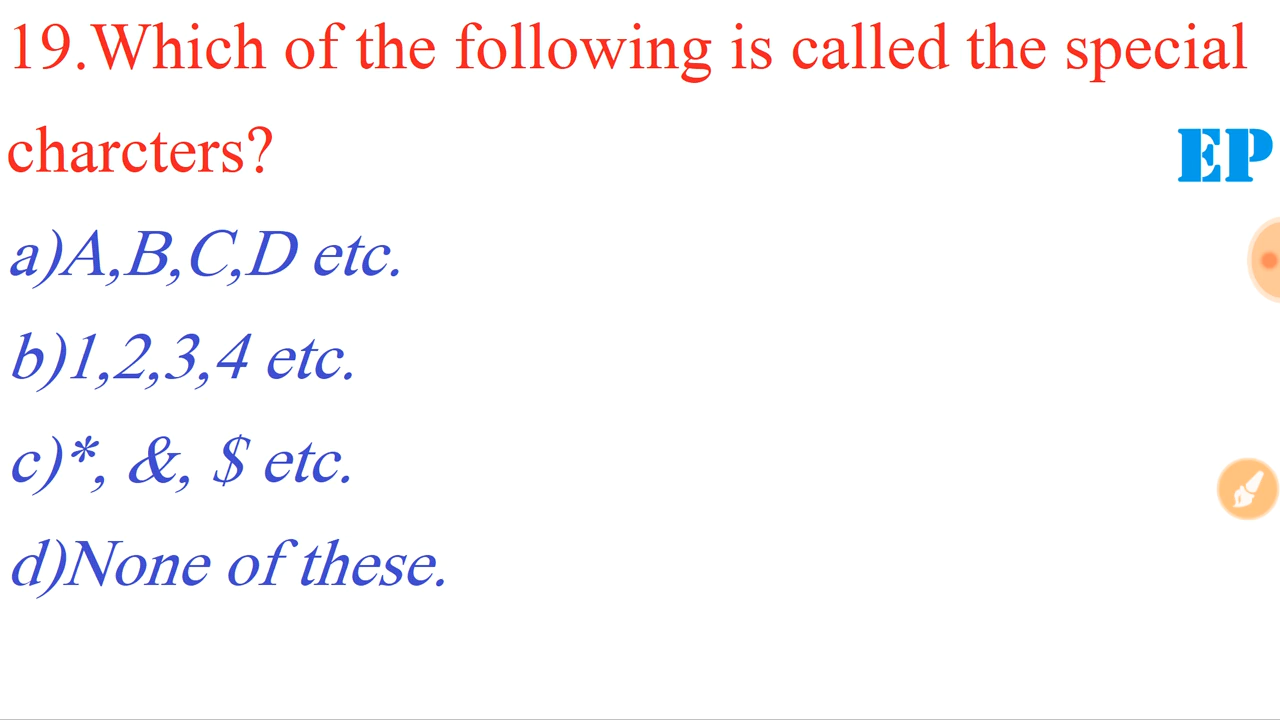 19.Which of the following is called the special
charcters?
EP
a)A,B,C,D etc.
b)1,2,3,4 etc.
c)*, &, $ etc.
d)None of these.